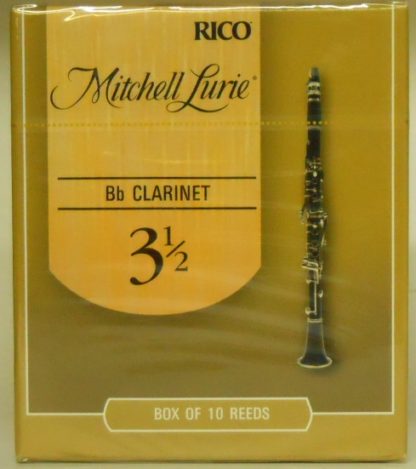 RICO
Mitchell Lurie®
Bb CLARINET
3½
BOX OF 10 REEDS